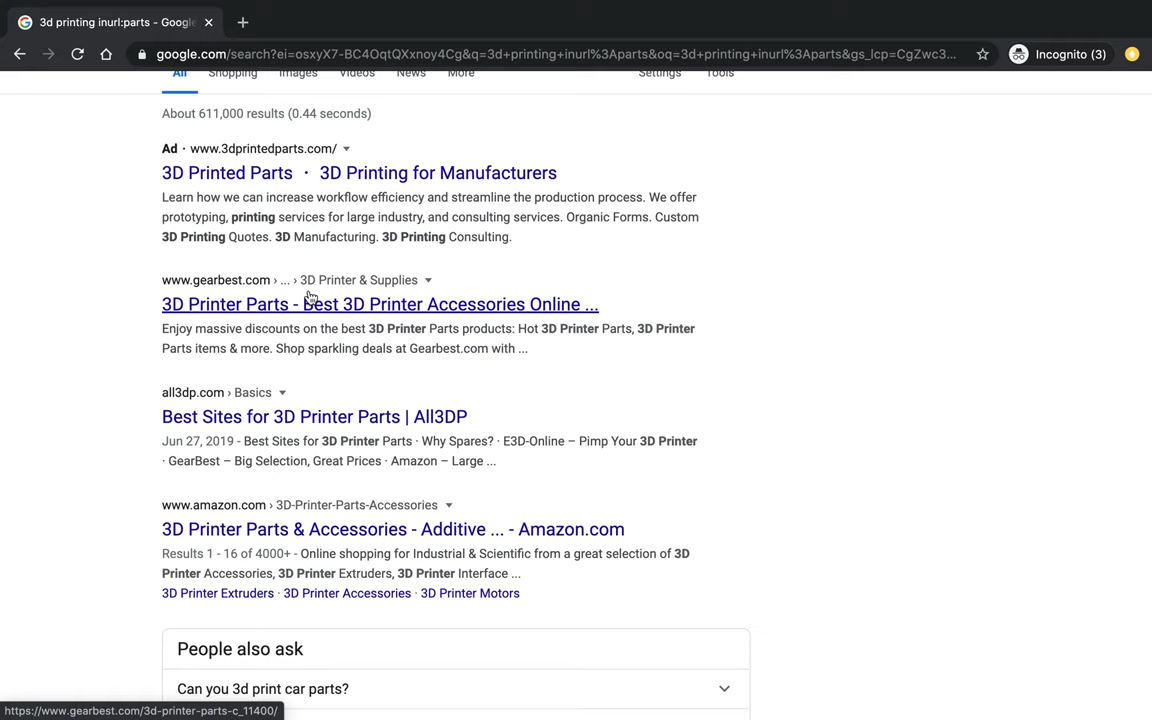 3d printing inurl:parts - Google
google.com/search?ei=osxyX7-BC4OqtQXxnoy4Cg&q=3d+printing+inurl%3Aparts&oq=3d+printing+inurl%3Aparts&gs_lcp=CgZwc3...
Incognito (3)
All Shopping Images Videos News More Settings Tools
About 611,000 results (0.44 seconds)
Ad · www.3dprintedparts.com/
3D Printed Parts · 3D Printing for Manufacturers
Learn how we can increase workflow efficiency and streamline the production process. We offer
prototyping, printing services for large industry, and consulting services. Organic Forms. Custom
3D Printing Quotes. 3D Manufacturing. 3D Printing Consulting.
www.gearbest.com › ... › 3D Printer & Supplies
3D Printer Parts - Best 3D Printer Accessories Online ...
Enjoy massive discounts on the best 3D Printer Parts products: Hot 3D Printer Parts, 3D Printer
Parts items & more. Shop sparkling deals at Gearbest.com with ...
all3dp.com › Basics
Best Sites for 3D Printer Parts | All3DP
Jun 27, 2019 - Best Sites for 3D Printer Parts · Why Spares? · E3D-Online – Pimp Your 3D Printer
· GearBest – Big Selection, Great Prices · Amazon – Large ...
www.amazon.com › 3D-Printer-Parts-Accessories
3D Printer Parts & Accessories - Additive ... - Amazon.com
Results 1 - 16 of 4000+ - Online shopping for Industrial & Scientific from a great selection of 3D
Printer Accessories, 3D Printer Extruders, 3D Printer Interface ...
3D Printer Extruders · 3D Printer Accessories · 3D Printer Motors
People also ask
Can you 3d print car parts?
https://www.gearbest.com/3d-printer-parts-c_11400/